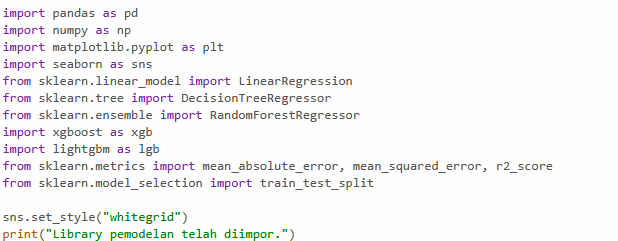 import pandas as pd
import numpy as np
import matplotlib.pyplot as plt
import seaborn as sns
from sklearn.linear_model import LinearRegression
from sklearn.tree import DecisionTreeRegressor
from sklearn.ensemble import RandomForestRegressor
import xgboost as xgb
import lightgbm as lgb
from sklearn.metrics import mean_absolute_error, mean_squared_error, r2_score
from sklearn.model_selection import train_test_split
sns.set_style("whitegrid")
print("Library pemodelan telah diimpor.")